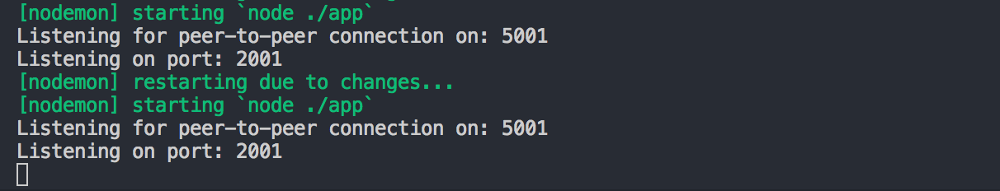 [nodemon] starting `node ./app`
Listening for peer-to-peer connection on: 5001
Listening on port: 2001
[nodemon] restarting due to changes...
[nodemon] starting `node ./app`
Listening for peer-to-peer connection on: 5001
Listening on port: 2001